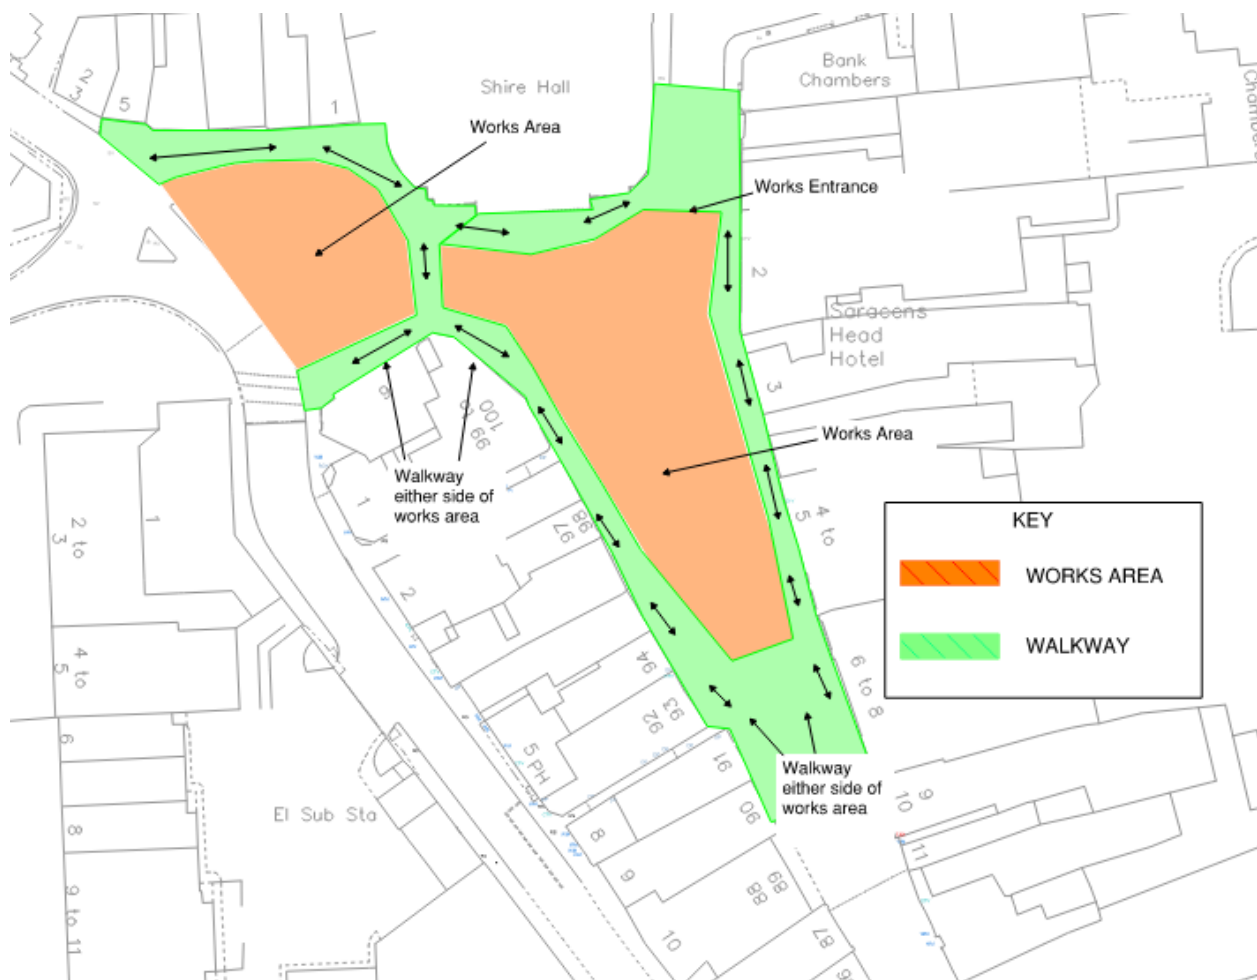 Shire Hall
Bank
Chambers
Chambers
2
3
5
1
Works Area
Works Entrance
2
Saracens
Head
Hotel
3
Works Area
9
99
100
Walkway
either side of
works area
1
98
97
2 to
3
1
4 to
5
KEY
WORKS AREA
WALKWAY
2
4 to
5
94
93
92
6 to 8
6
5 PH
91
Walkway
either side of
works area
90
9
10
El Sub Sta
8
8
11
9
89
88
9 to 11
10
87